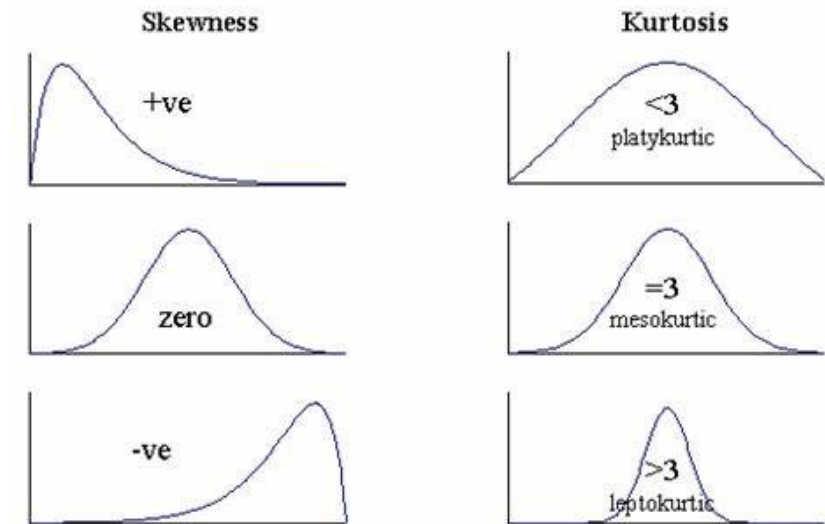 Skewness
Kurtosis
+ve
<3
platykurtic
zero
=3
mesokurtic
-ve
>3
leptokurtic